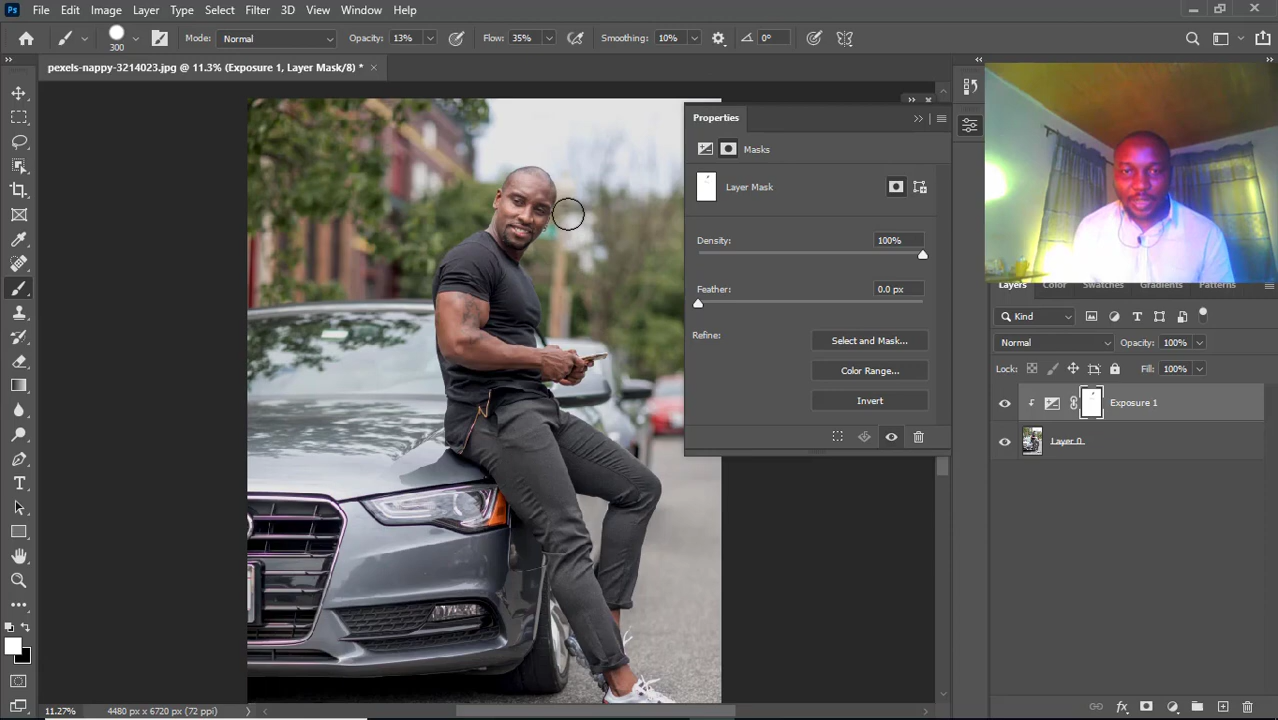 Ps File Edit Image Layer Type Select Filter 3D View Window Help
300 Mode: Normal Opacity: 13% Flow: 35% Smoothing: 10% 0°
pexels-nappy-3214023.jpg @ 11.3% (Exposure 1, Layer Mask/8) *
Properties
Masks
Layer Mask
Density: 100%
Feather: 0.0 px
Refine: Select and Mask...
Color Range...
Invert
Layers Color Swatches Gradients Patterns
Kind
Normal Opacity: 100%
Lock: Fill: 100%
Exposure 1
Layer 0
11.27% 4480 px x 6720 px (72 ppi)